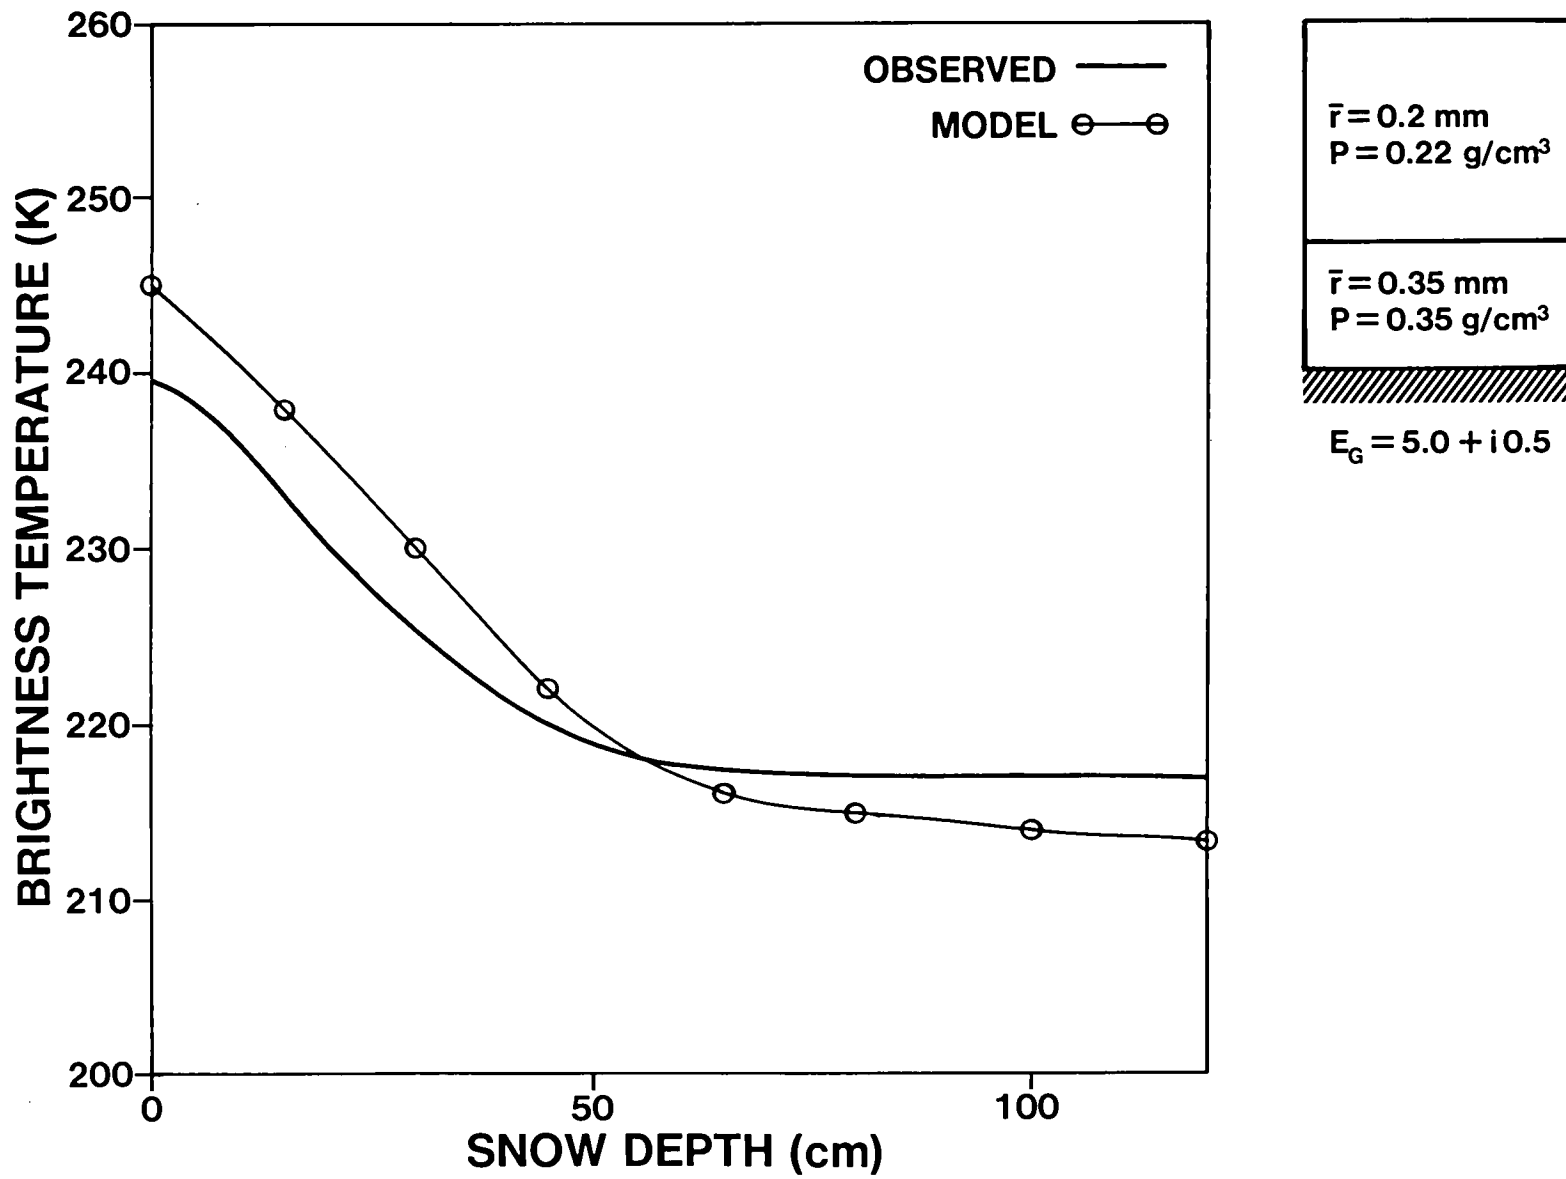 260
250
240
230
220
210
200
BRIGHTNESS TEMPERATURE (K)
OBSERVED
MODEL
0
50
100
SNOW DEPTH (cm)
r̄ = 0.2 mm
P = 0.22 g/cm³
r̄ = 0.35 mm
P = 0.35 g/cm³
E_G = 5.0 + i 0.5